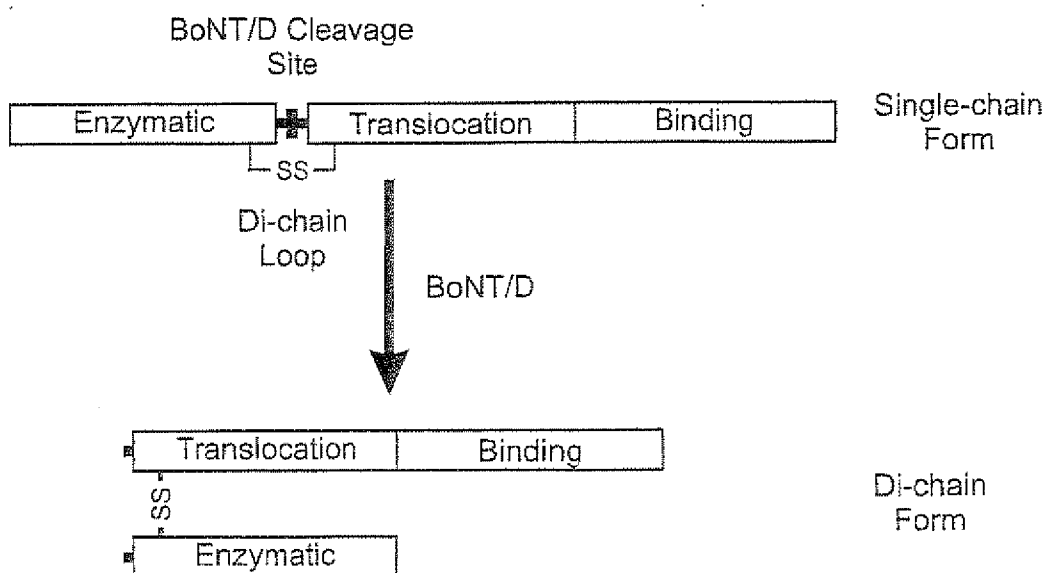 BoNT/D Cleavage
Site
Enzymatic
Translocation
Binding
Single-chain
Form
SS
Di-chain
Loop
BoNT/D
Translocation
Binding
SS
Di-chain
Form
Enzymatic